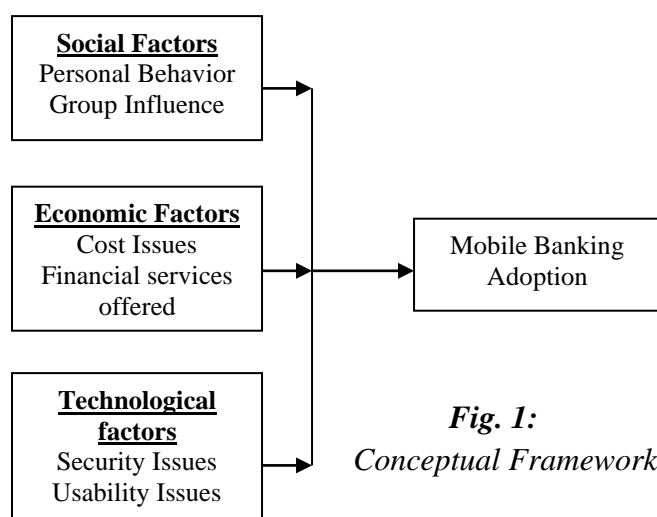 Social Factors
Personal Behavior
Group Influence
Economic Factors
Cost Issues
Financial services
offered
Mobile Banking
Adoption
Technological
factors
Security Issues
Usability Issues
Fig. 1:
Conceptual Framework